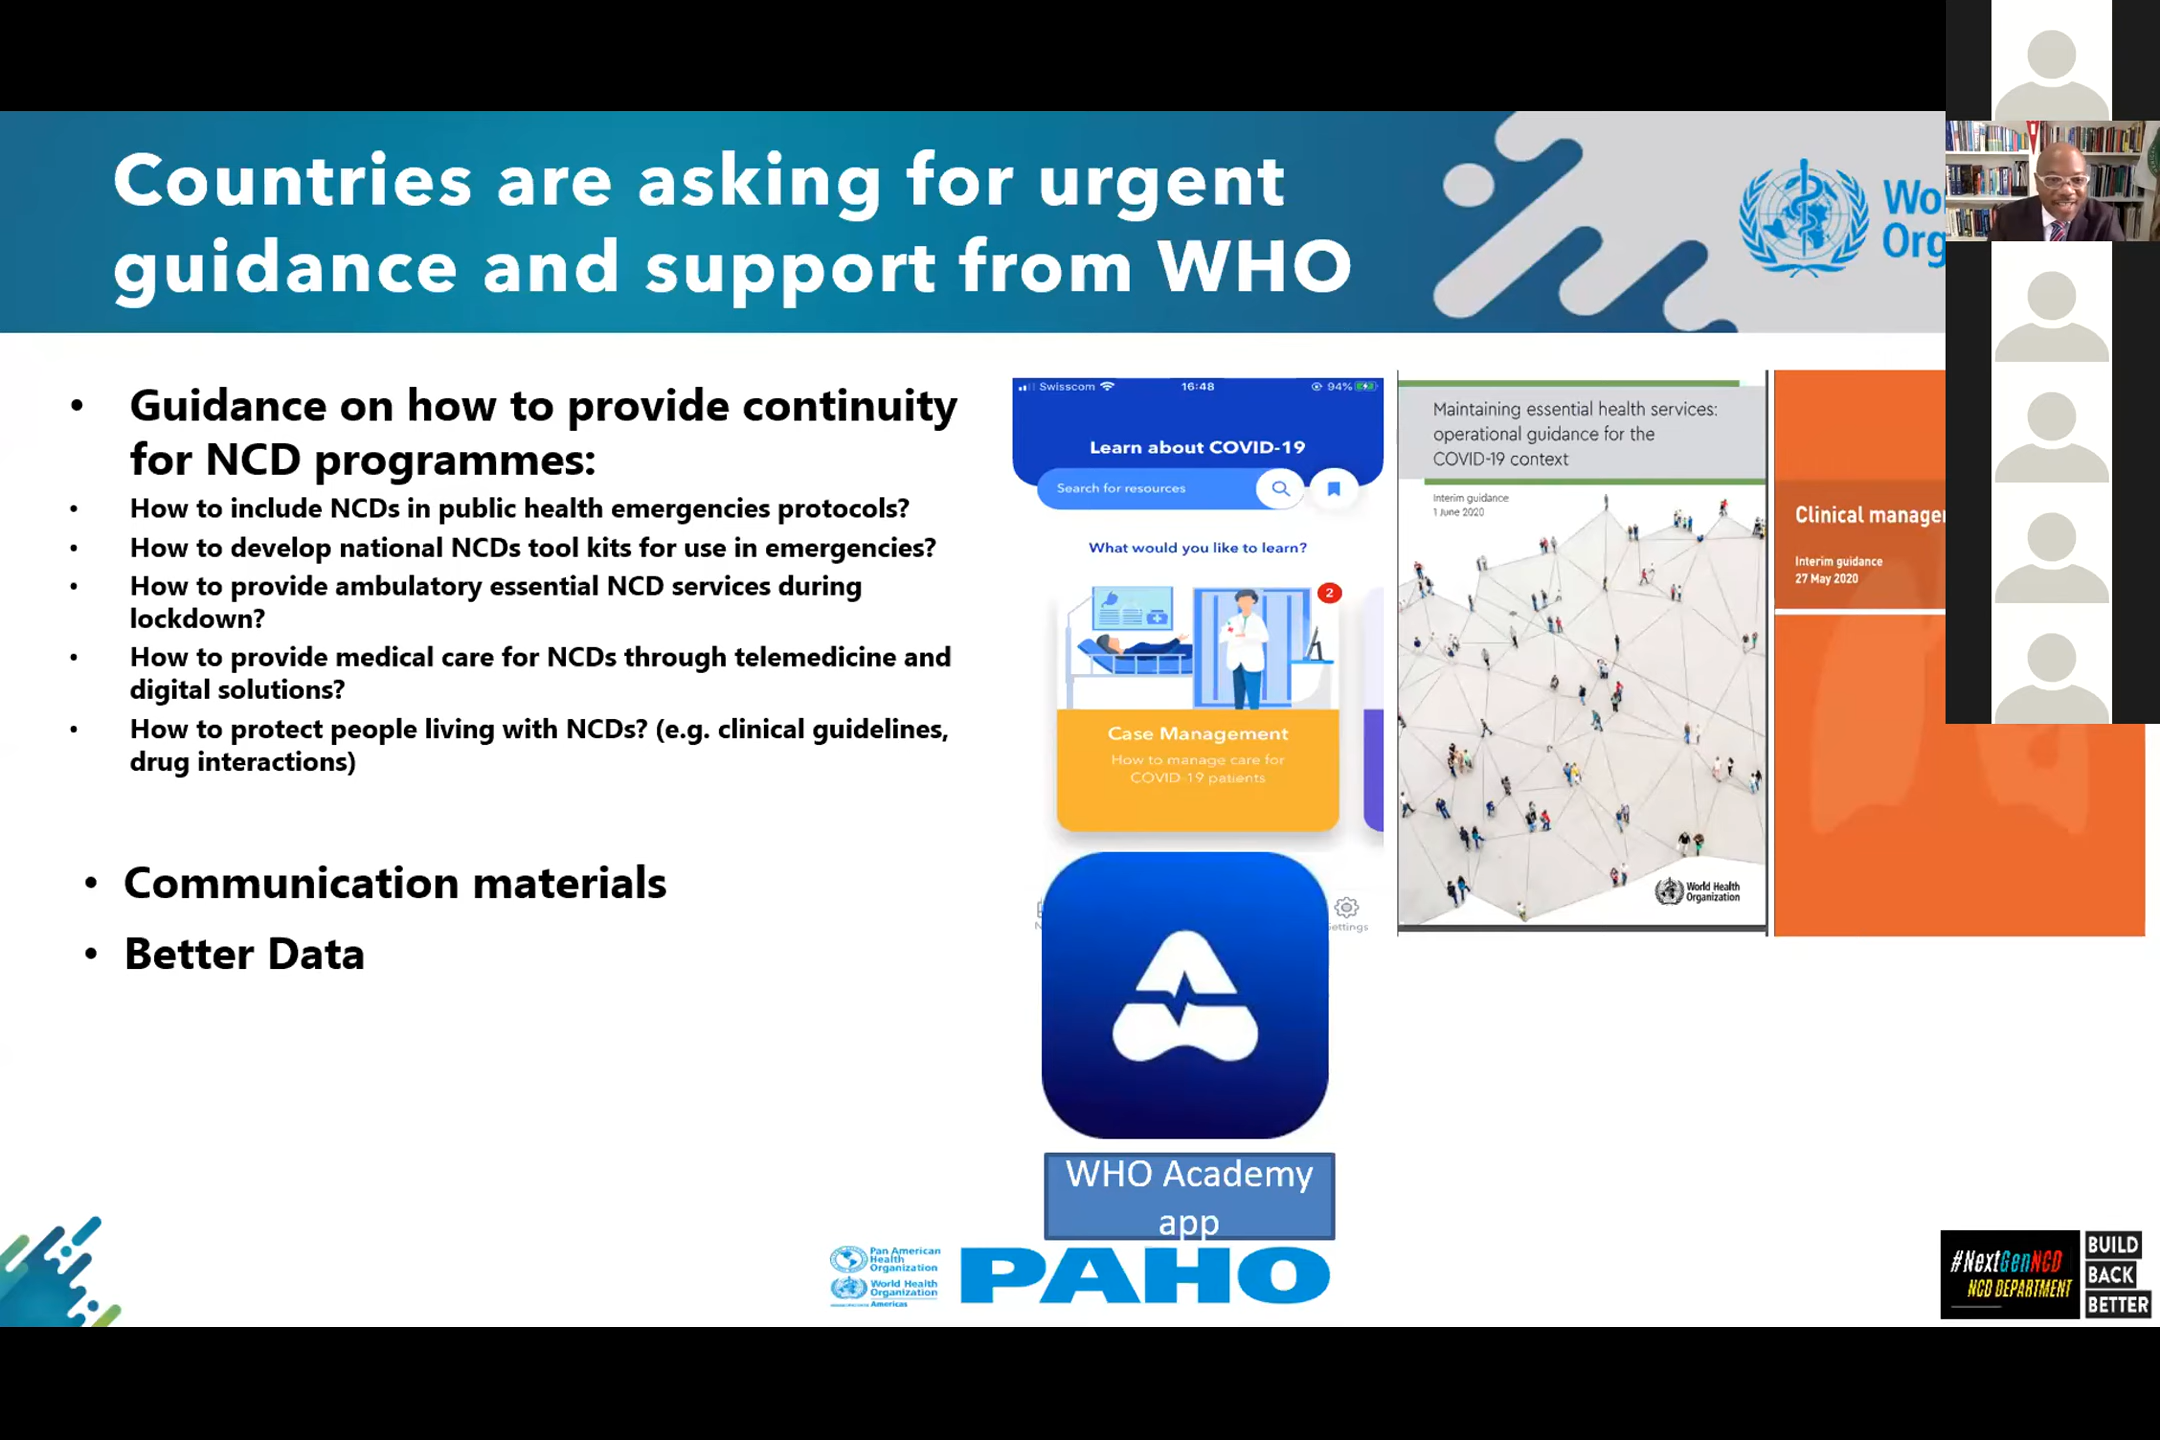 Countries are asking for urgent
guidance and support from WHO
Wo
Org
• Guidance on how to provide continuity
for NCD programmes:
• How to include NCDs in public health emergencies protocols?
• How to develop national NCDs tool kits for use in emergencies?
• How to provide ambulatory essential NCD services during
lockdown?
• How to provide medical care for NCDs through telemedicine and
digital solutions?
• How to protect people living with NCDs? (e.g. clinical guidelines,
drug interactions)
• Communication materials
• Better Data
Swisscom 16:48 94%
Learn about COVID-19
Search for resources
What would you like to learn?
2
Case Management
How to manage care for
COVID-19 patients
ettings
WHO Academy
app
Maintaining essential health services:
operational guidance for the
COVID-19 context
Interim guidance
1 June 2020
World Health
Organization
Clinical manage
Interim guidance
27 May 2020
Pan American
Health
Organization
World Health
Organization
Americas
PAHO
#NextGenNCD
NCD DEPARTMENT
BUILD
BACK
BETTER